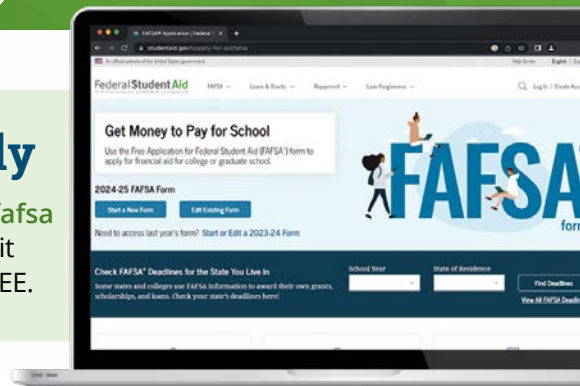 ly
fafsa
it
EE.
FAFSA Application | Federal S
studentaid.gov/h/apply-for-aid/fafsa
An official website of the United States government.
Help Center English | Esp
Federal Student Aid
FAFSA Loans & Grants Repayment Loan Forgiveness Log In | Create Acco
Get Money to Pay for School
Use the Free Application for Federal Student Aid (FAFSA®) form to
apply for financial aid for college or graduate school.
2024-25 FAFSA Form
Start a New Form Edit Existing Form
Need to access last year's form? Start or Edit a 2023-24 Form
FAFSA
form
Check FAFSA® Deadlines for the State You Live In
Some states and colleges use FAFSA information to award their own grants,
scholarships, and loans. Check your state's deadlines here!
School Year
State of Residence
Find Deadlines
View All FAFSA Deadlin